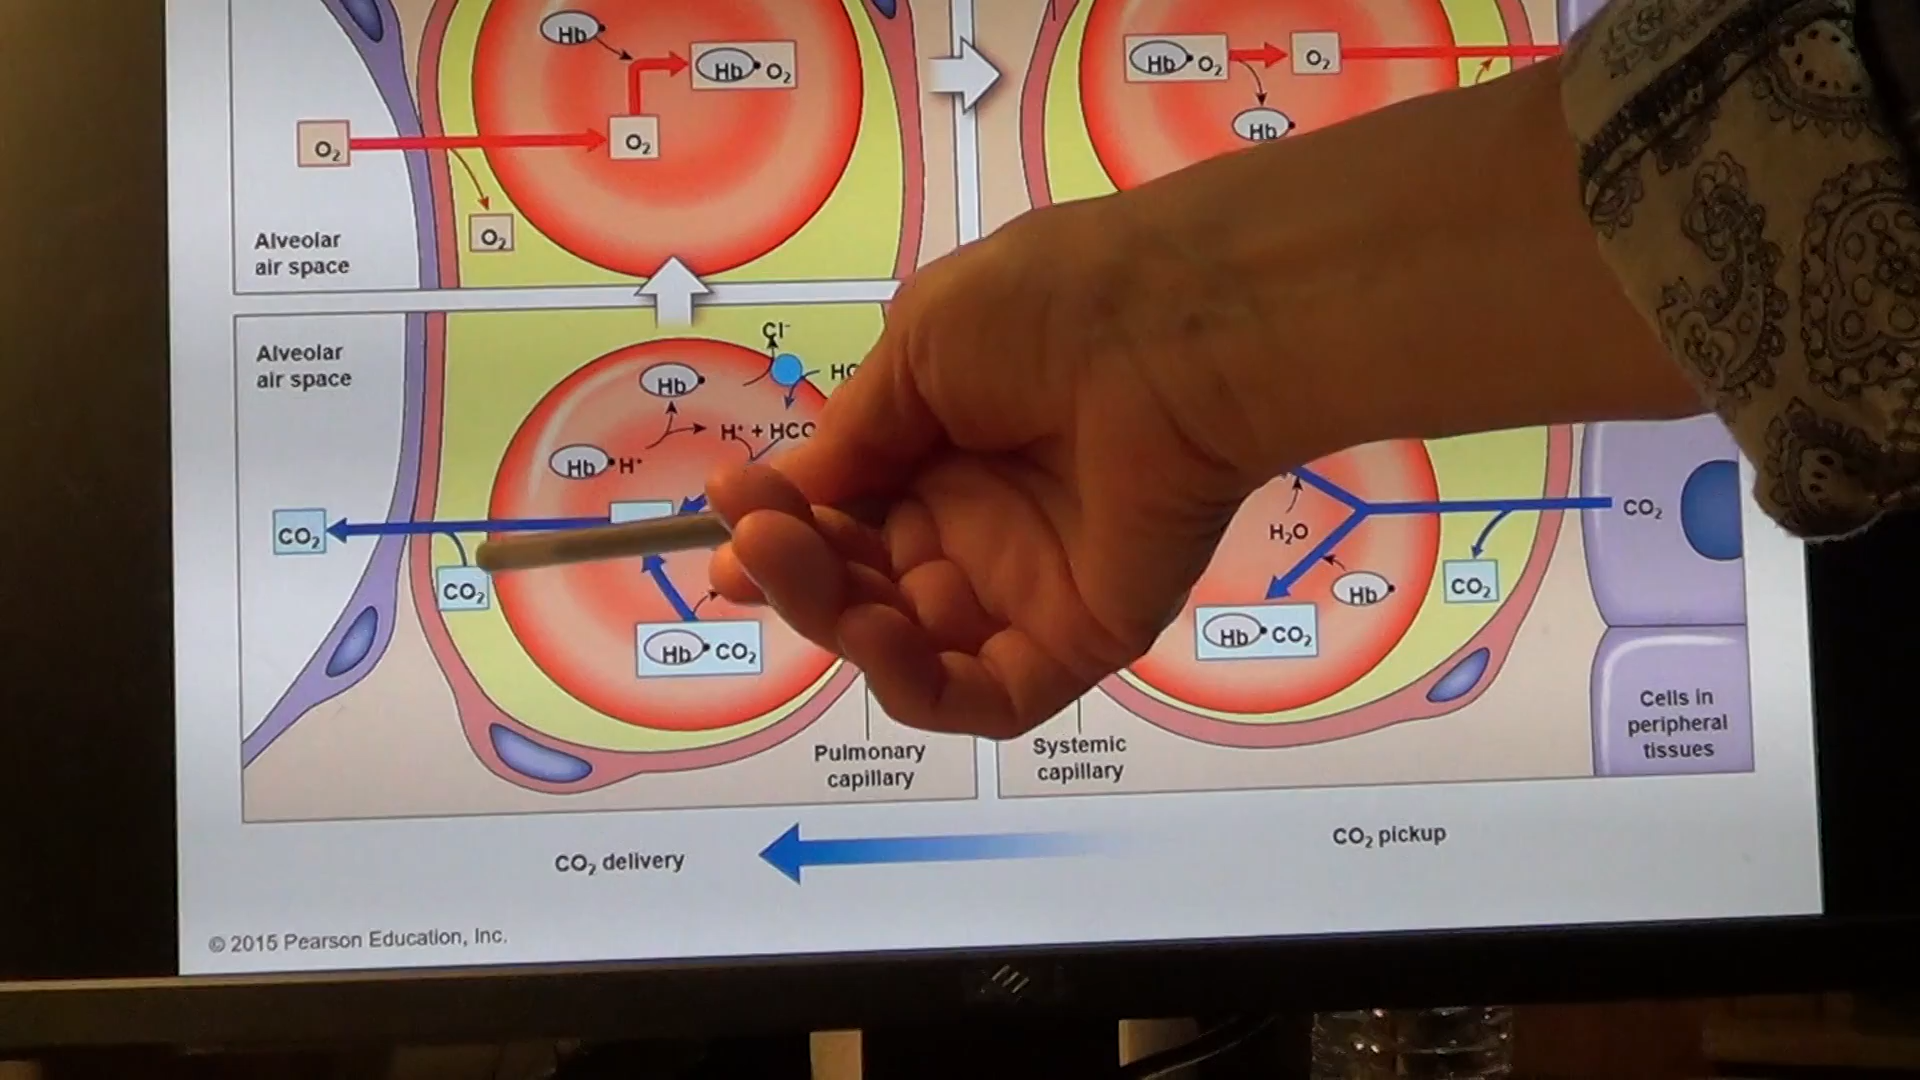 Hb
Hb O₂
O₂
O₂
O₂
Alveolar
air space
Hb O₂
O₂
Hb
Alveolar
air space
Cl⁻
Hb
H⁺ + HCO
Hb H⁺
CO₂
CO₂
Hb CO₂
Pulmonary
capillary
H₂O
CO₂
Hb
CO₂
Hb CO₂
Systemic
capillary
Cells in
peripheral
tissues
CO₂ delivery
CO₂ pickup
© 2015 Pearson Education, Inc.